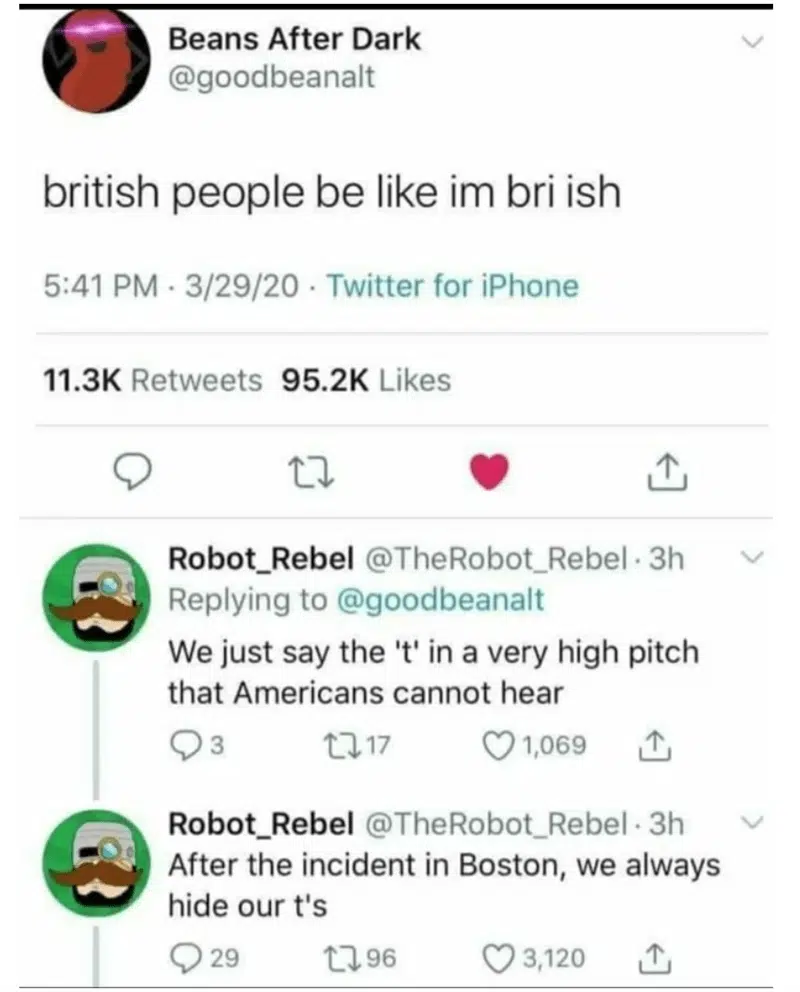 Beans After Dark
@goodbeanalt
british people be like im bri ish
5:41 PM · 3/29/20 · Twitter for iPhone
11.3K Retweets 95.2K Likes
Robot_Rebel @TheRobot_Rebel · 3h
Replying to @goodbeanalt
We just say the 't' in a very high pitch
that Americans cannot hear
3 17 1,069
Robot_Rebel @TheRobot_Rebel · 3h
After the incident in Boston, we always
hide our t's
29 96 3,120